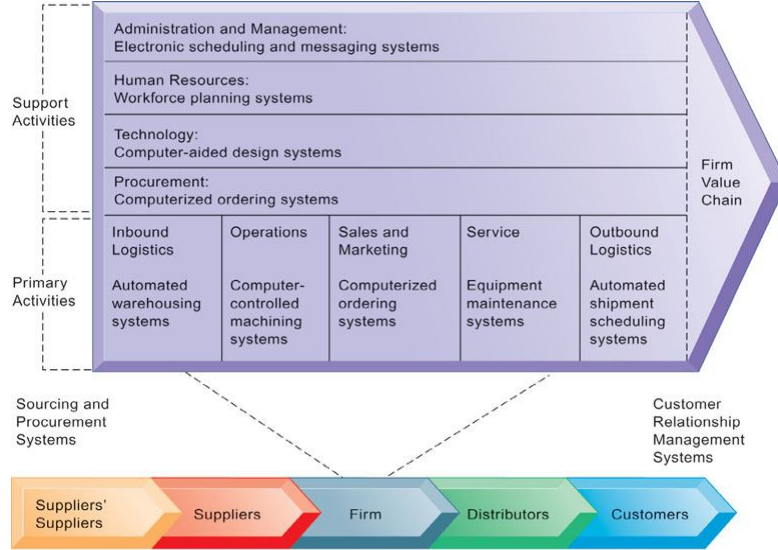 Administration and Management:
Electronic scheduling and messaging systems
Human Resources:
Workforce planning systems
Support
Activities
Technology:
Computer-aided design systems
Firm
Value
Chain
Procurement:
Computerized ordering systems
Primary
Activities
Inbound
Logistics
Automated
warehousing
systems
Operations
Computer-
controlled
machining
systems
Sales and
Marketing
Computerized
ordering
systems
Service
Equipment
maintenance
systems
Outbound
Logistics
Automated
shipment
scheduling
systems
Sourcing and
Procurement
Systems
Customer
Relationship
Management
Systems
Suppliers'
Suppliers
Suppliers
Firm
Distributors
Customers